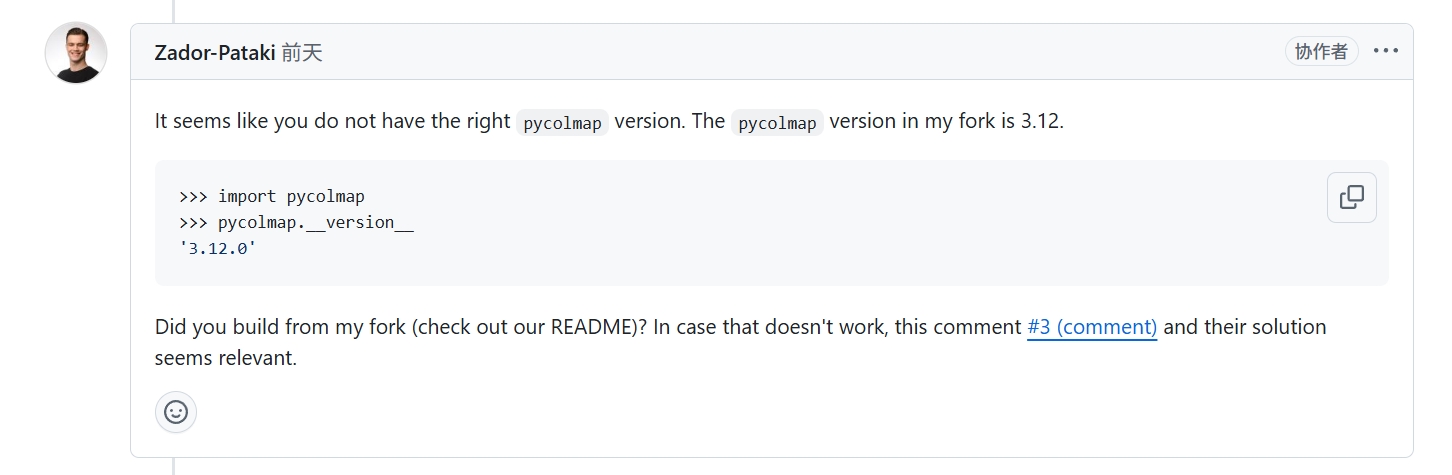 Zador-Pataki 前天
协作者
It seems like you do not have the right pycolmap version. The pycolmap version in my fork is 3.12.
>>> import pycolmap
>>> pycolmap.__version__
'3.12.0'
Did you build from my fork (check out our README)? In case that doesn't work, this comment #3 (comment) and their solution
seems relevant.